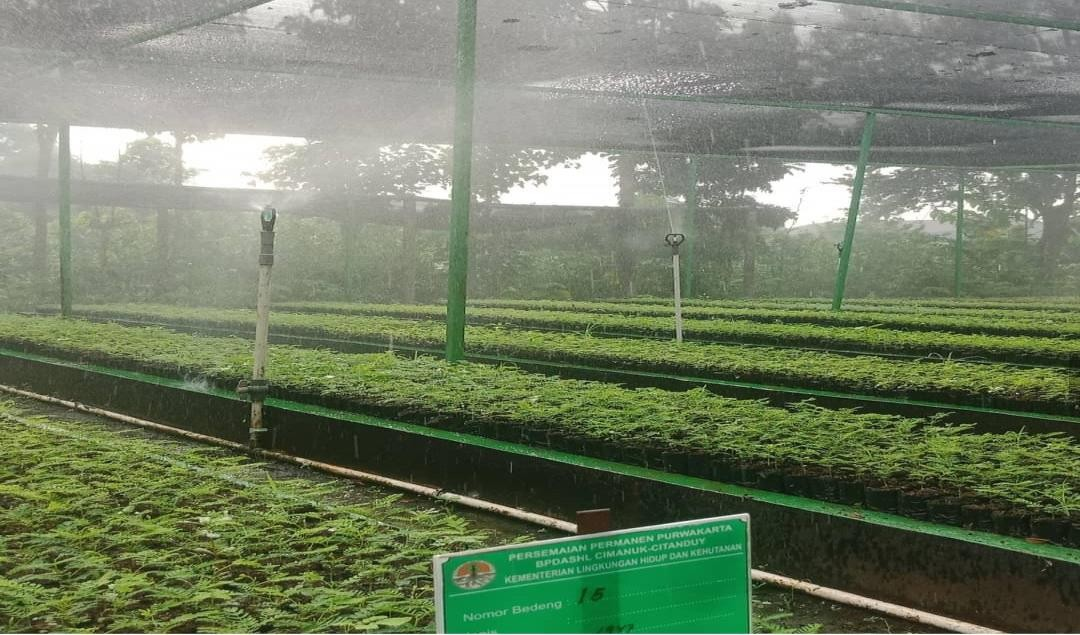 PERSEMAIAN PERMANEN PURWAKARTA
BPDASHL CIMANUK-CITANDUY
KEMENTERIAN LINGKUNGAN HIDUP DAN KEHUTANAN
Nomor Bedeng : 15